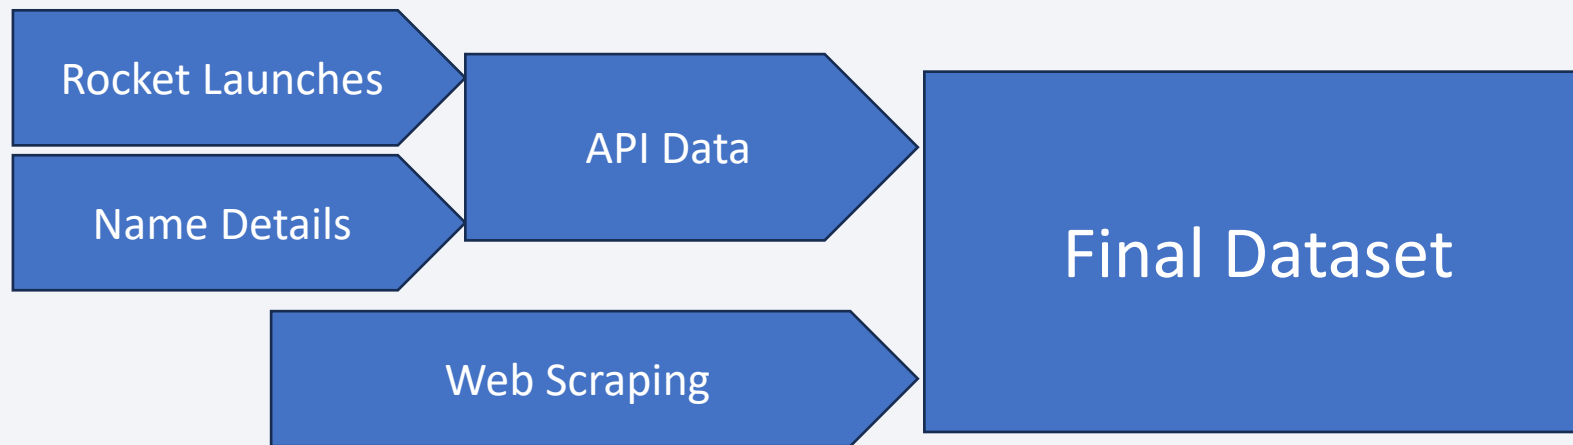 Rocket Launches
Name Details
API Data
Web Scraping
Final Dataset